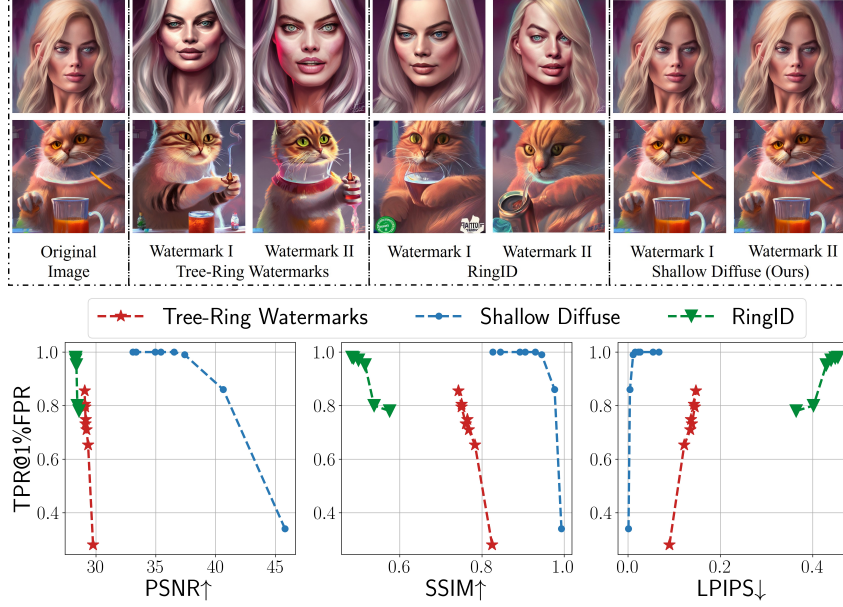 Original
Image
Watermark I
Watermark II
Tree-Ring Watermarks
Watermark I
Watermark II
RingID
Watermark I
Watermark II
Shallow Diffuse (Ours)
Tree-Ring Watermarks
Shallow Diffuse
RingID
TPR@1%FPR
1.0
0.8
0.6
0.4
30
35
40
45
PSNR↑
1.0
0.8
0.6
0.4
0.6
0.8
1.0
SSIM↑
1.0
0.8
0.6
0.4
0.0
0.2
0.4
LPIPS↓